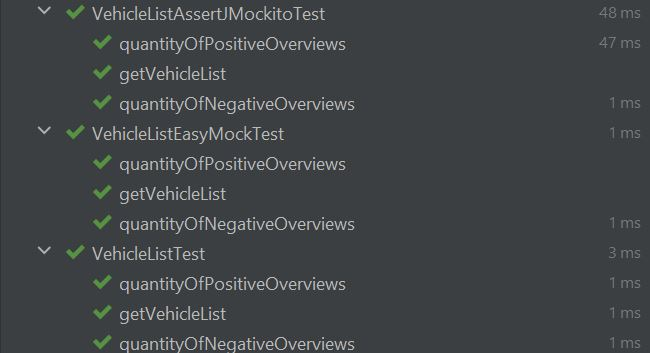 VehicleListAssertJMockitoTest 48 ms
quantityOfPositiveOverviews 47 ms
getVehicleList
quantityOfNegativeOverviews 1 ms
VehicleListEasyMockTest 1 ms
quantityOfPositiveOverviews
getVehicleList
quantityOfNegativeOverviews 1 ms
VehicleListTest 3 ms
quantityOfPositiveOverviews 1 ms
getVehicleList 1 ms
quantityOfNegativeOverviews 1 ms